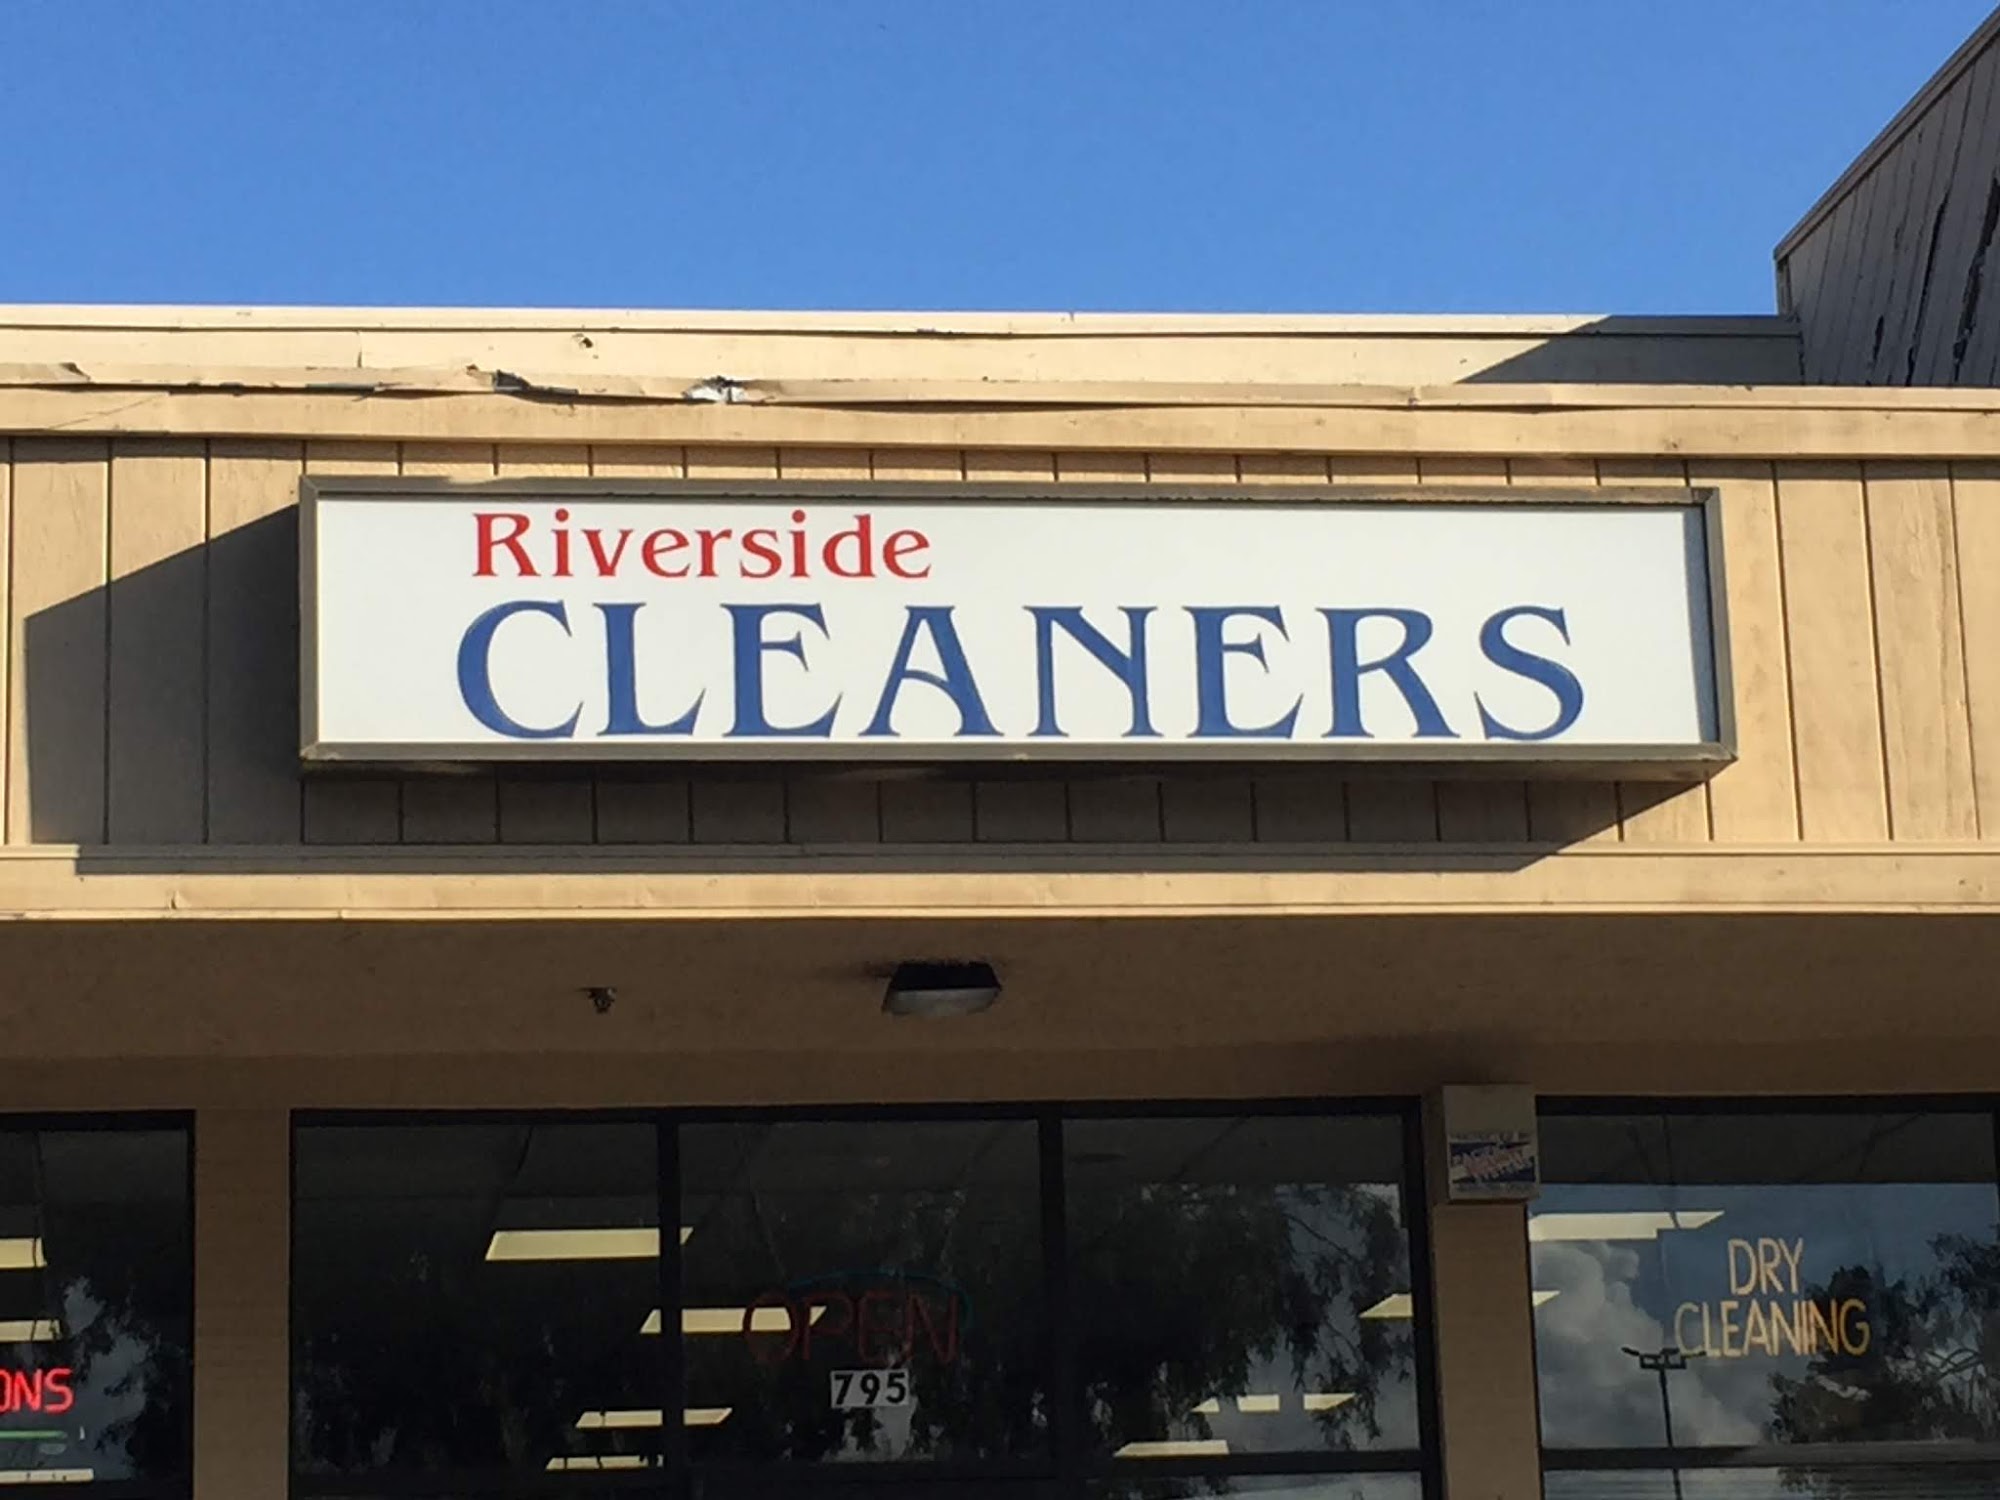 Riverside
CLEANERS
OPEN
795
DRY
CLEANING
ONS